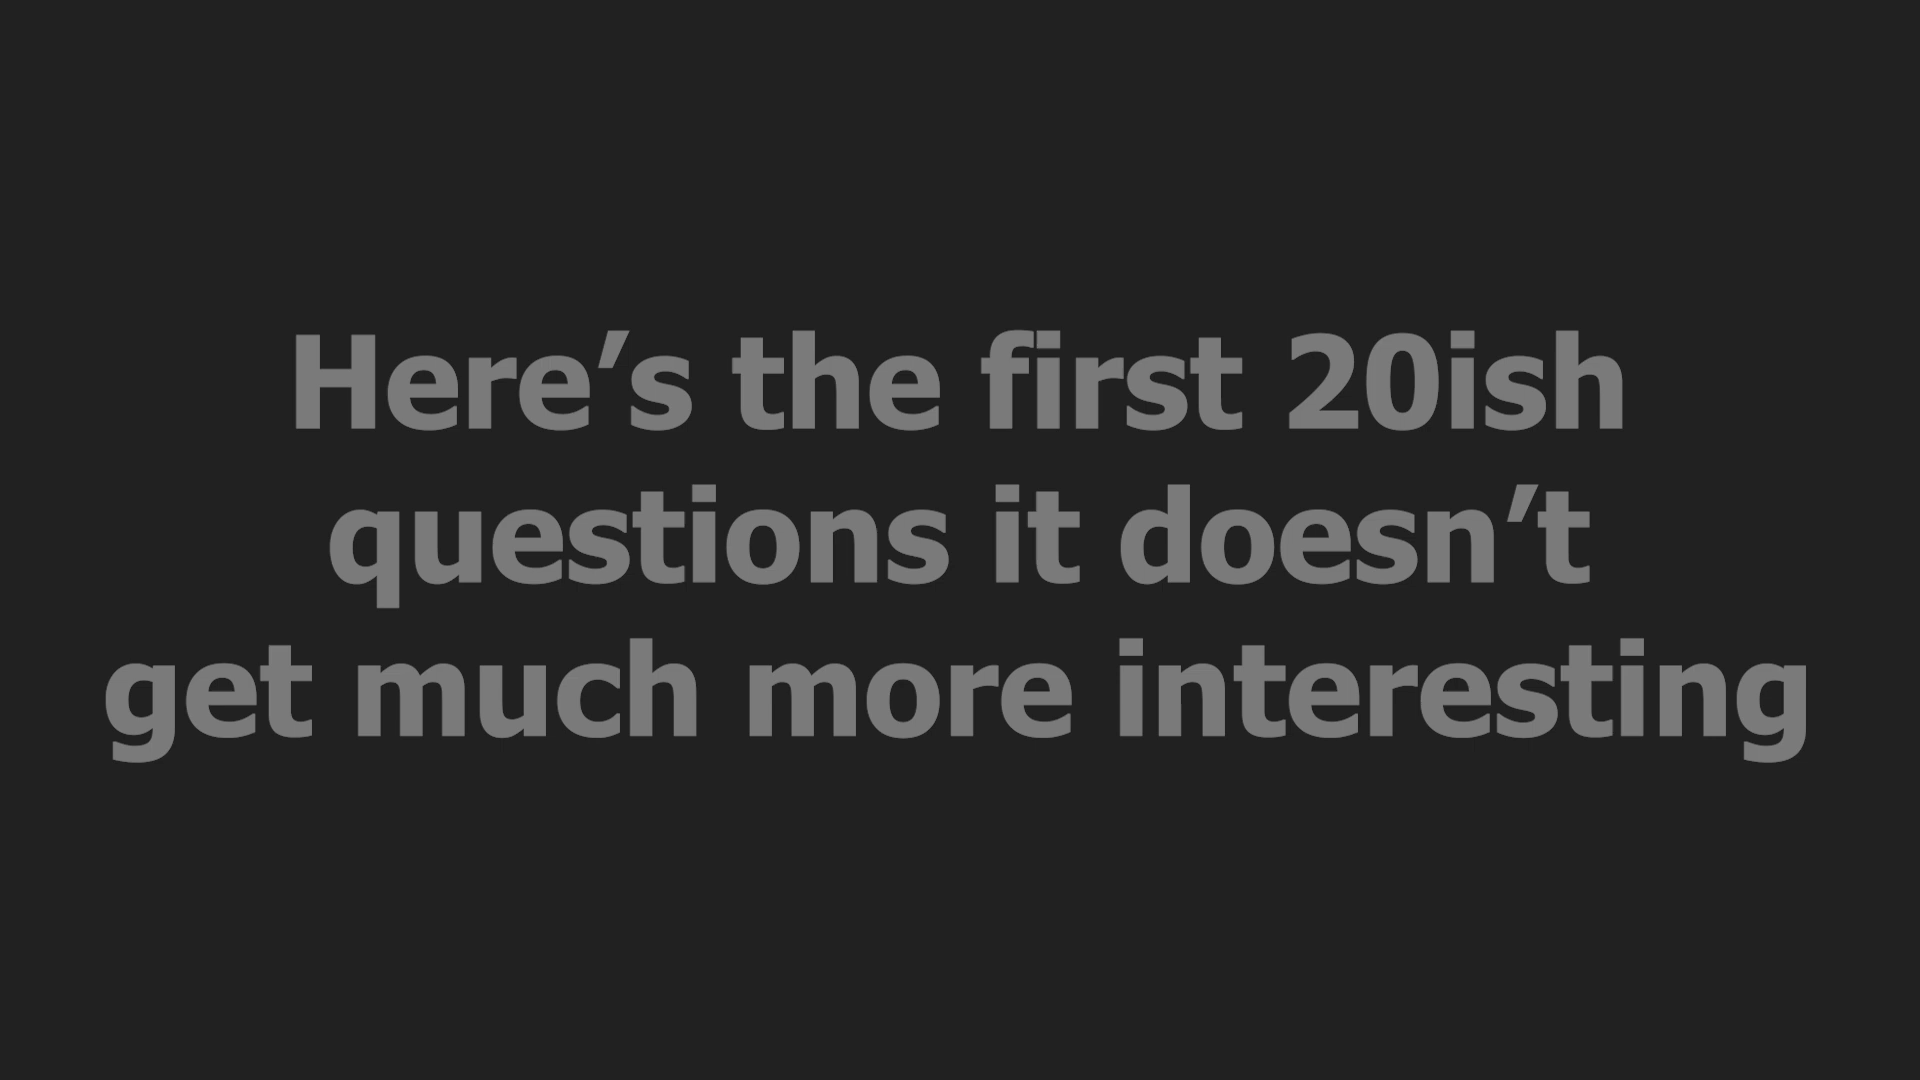 Here’s the first 20ish
questions it doesn’t
get much more interesting